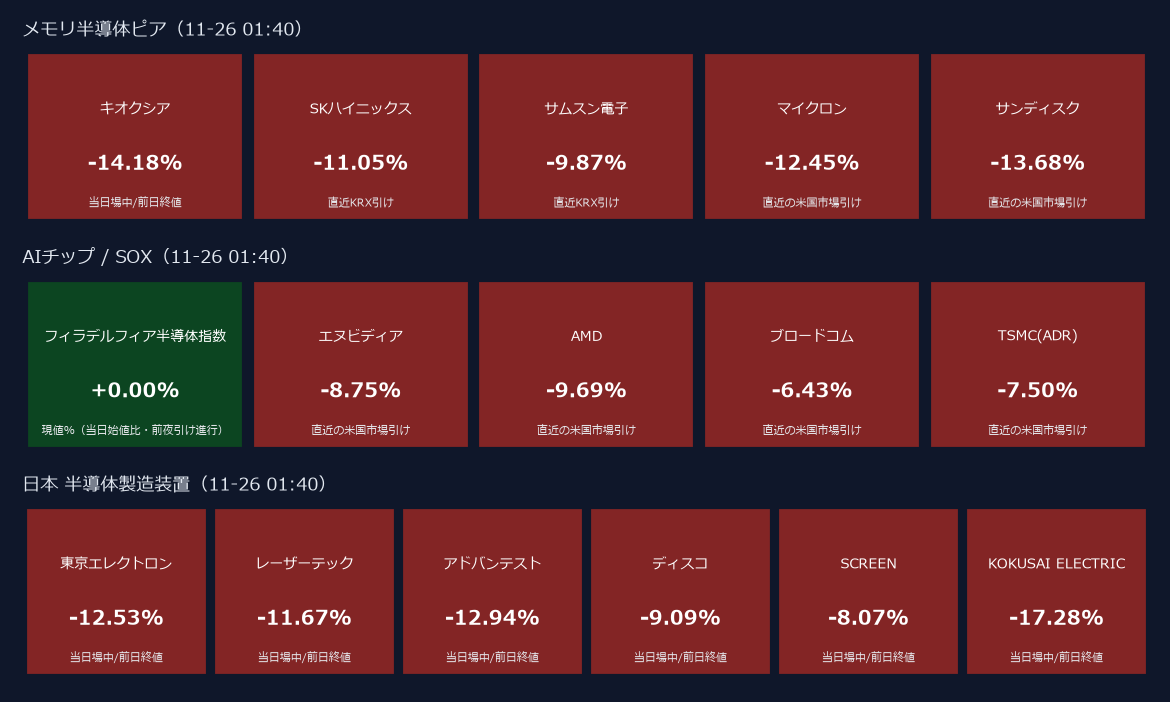 メモリ半導体ピア（11-26 01:40）
キオクシア
-14.18%
当日場中/前日終値
SKハイニックス
-11.05%
直近KRX引け
サムスン電子
-9.87%
直近KRX引け
マイクロン
-12.45%
直近の米国市場引け
サンディスク
-13.68%
直近の米国市場引け
AIチップ / SOX（11-26 01:40）
フィラデルフィア半導体指数
+0.00%
現値%（当日始値比・前夜引け進行）
エヌビディア
-8.75%
直近の米国市場引け
AMD
-9.69%
直近の米国市場引け
ブロードコム
-6.43%
直近の米国市場引け
TSMC(ADR)
-7.50%
直近の米国市場引け
日本 半導体製造装置（11-26 01:40）
東京エレクトロン
-12.53%
当日場中/前日終値
レーザーテック
-11.67%
当日場中/前日終値
アドバンテスト
-12.94%
当日場中/前日終値
ディスコ
-9.09%
当日場中/前日終値
SCREEN
-8.07%
当日場中/前日終値
KOKUSAI ELECTRIC
-17.28%
当日場中/前日終値